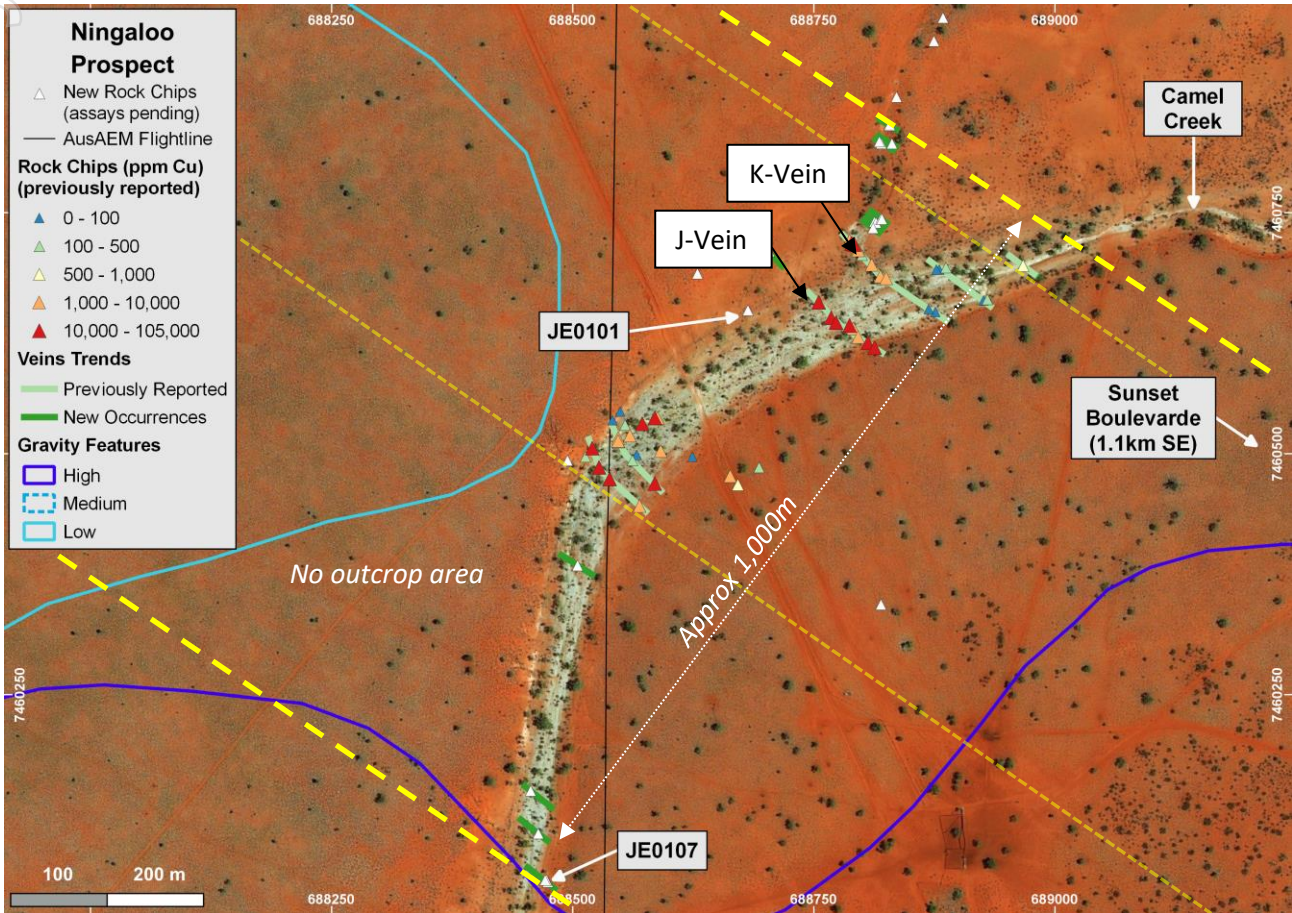 688250
688500
688750
689000
Ningaloo
Prospect
New Rock Chips
(assays pending)
AusAEM Flightline
Rock Chips (ppm Cu)
(previously reported)
0 - 100
100 - 500
500 - 1,000
1,000 - 10,000
10,000 - 105,000
Veins Trends
Previously Reported
New Occurrences
Gravity Features
High
Medium
Low
Camel
Creek
K-Vein
J-Vein
7460750
JE0101
Sunset
Boulevarde
(1.1km SE)
7460500
No outcrop area
Approx 1,000m
7460250
7460250
JE0107
100
200 m
688250
688500
688750
689000